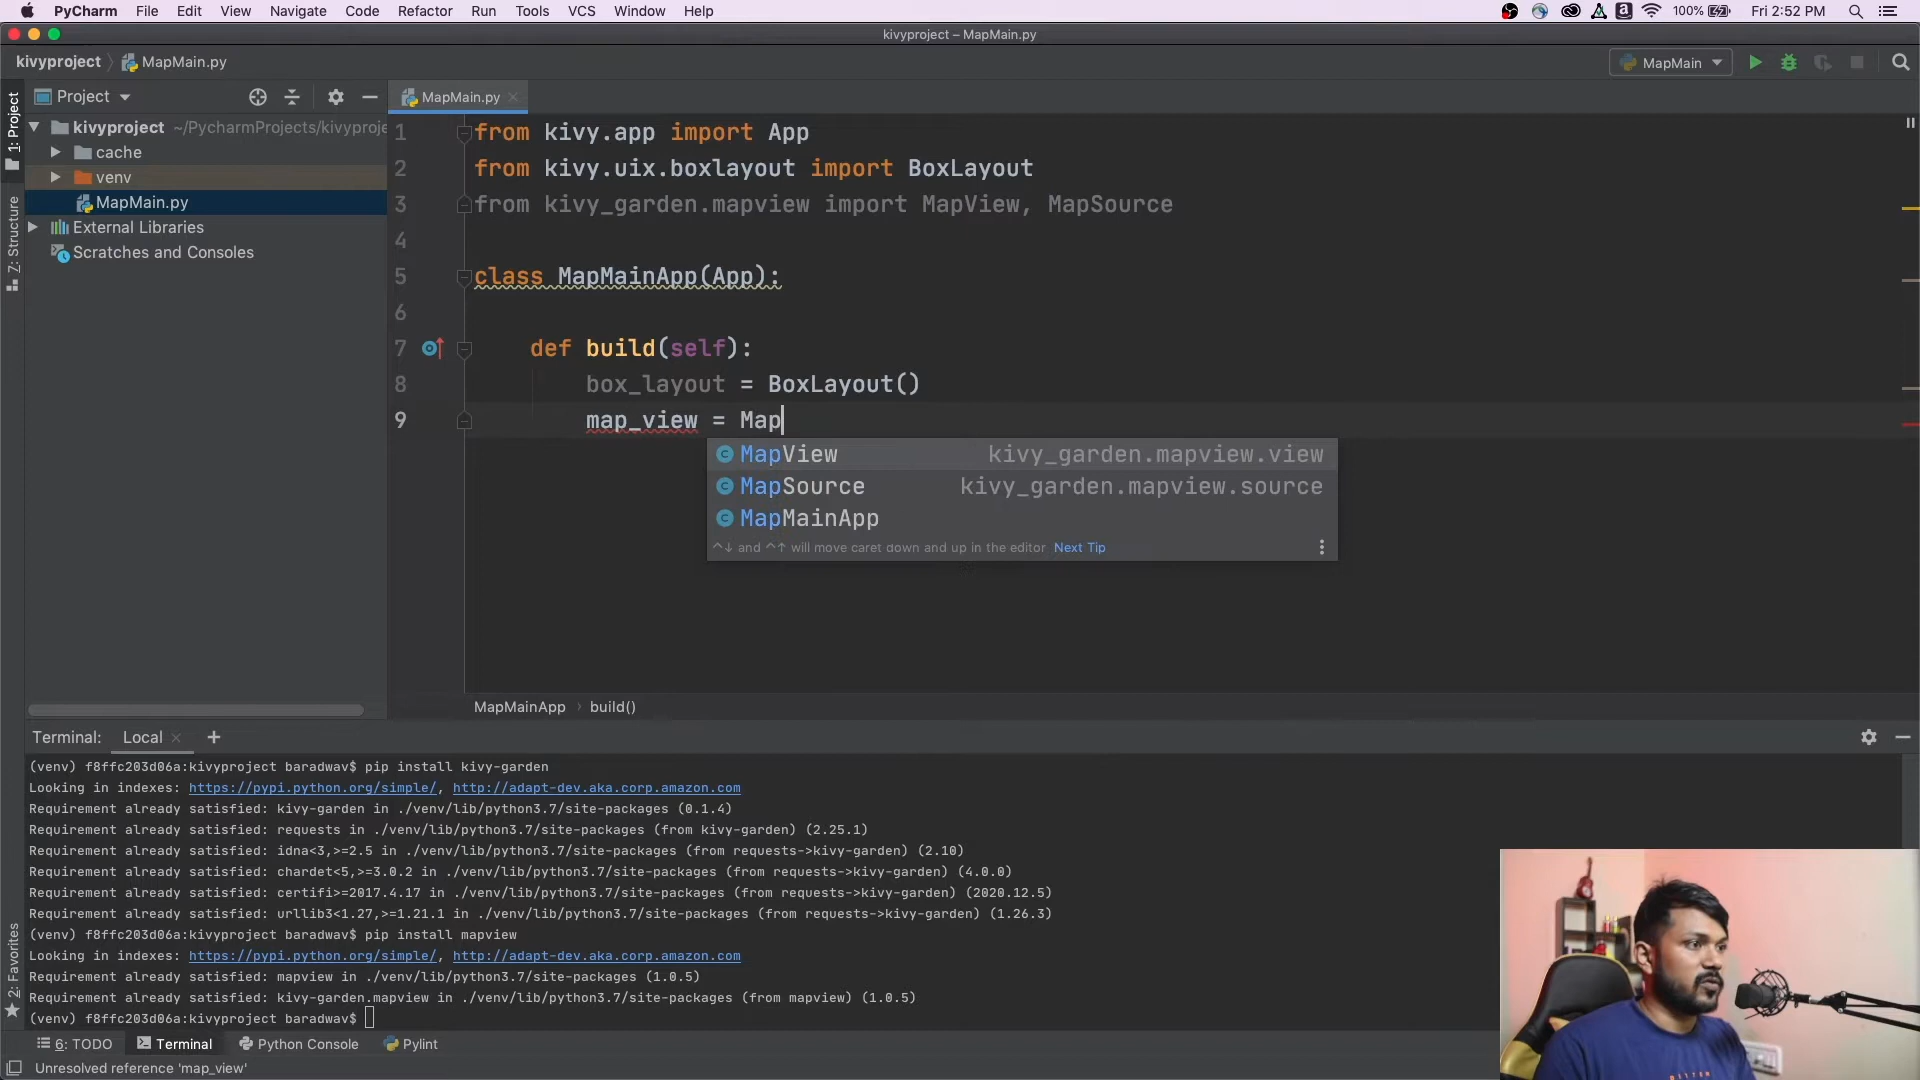 PyCharm File Edit View Navigate Code Refactor Run Tools VCS Window Help 100% Fri 2:52 PM
kivyproject – MapMain.py
kivyproject MapMain.py MapMain
1: Project
Z: Structure
2: Favorites
Project
kivyproject ~/PycharmProjects/kivyproje
cache
venv
MapMain.py
External Libraries
Scratches and Consoles
MapMain.py
1 from kivy.app import App
2 from kivy.uix.boxlayout import BoxLayout
3 from kivy_garden.mapview import MapView, MapSource
4
5 class MapMainApp(App):
6
7 def build(self):
8 box_layout = BoxLayout()
9 map_view = Map
MapView kivy_garden.mapview.view
MapSource kivy_garden.mapview.source
MapMainApp
^↓ and ^↑ will move caret down and up in the editor Next Tip
MapMainApp › build()
Terminal: Local
(venv) f8ffc203d06a:kivyproject baradwav$ pip install kivy-garden
Looking in indexes: https://pypi.python.org/simple/, http://adapt-dev.aka.corp.amazon.com
Requirement already satisfied: kivy-garden in ./venv/lib/python3.7/site-packages (0.1.4)
Requirement already satisfied: requests in ./venv/lib/python3.7/site-packages (from kivy-garden) (2.25.1)
Requirement already satisfied: idna<3,>=2.5 in ./venv/lib/python3.7/site-packages (from requests->kivy-garden) (2.10)
Requirement already satisfied: chardet<5,>=3.0.2 in ./venv/lib/python3.7/site-packages (from requests->kivy-garden) (4.0.0)
Requirement already satisfied: certifi>=2017.4.17 in ./venv/lib/python3.7/site-packages (from requests->kivy-garden) (2020.12.5)
Requirement already satisfied: urllib3<1.27,>=1.21.1 in ./venv/lib/python3.7/site-packages (from requests->kivy-garden) (1.26.3)
(venv) f8ffc203d06a:kivyproject baradwav$ pip install mapview
Looking in indexes: https://pypi.python.org/simple/, http://adapt-dev.aka.corp.amazon.com
Requirement already satisfied: mapview in ./venv/lib/python3.7/site-packages (1.0.5)
Requirement already satisfied: kivy-garden.mapview in ./venv/lib/python3.7/site-packages (from mapview) (1.0.5)
(venv) f8ffc203d06a:kivyproject baradwav$
6: TODO Terminal Python Console Pylint
Unresolved reference 'map_view'